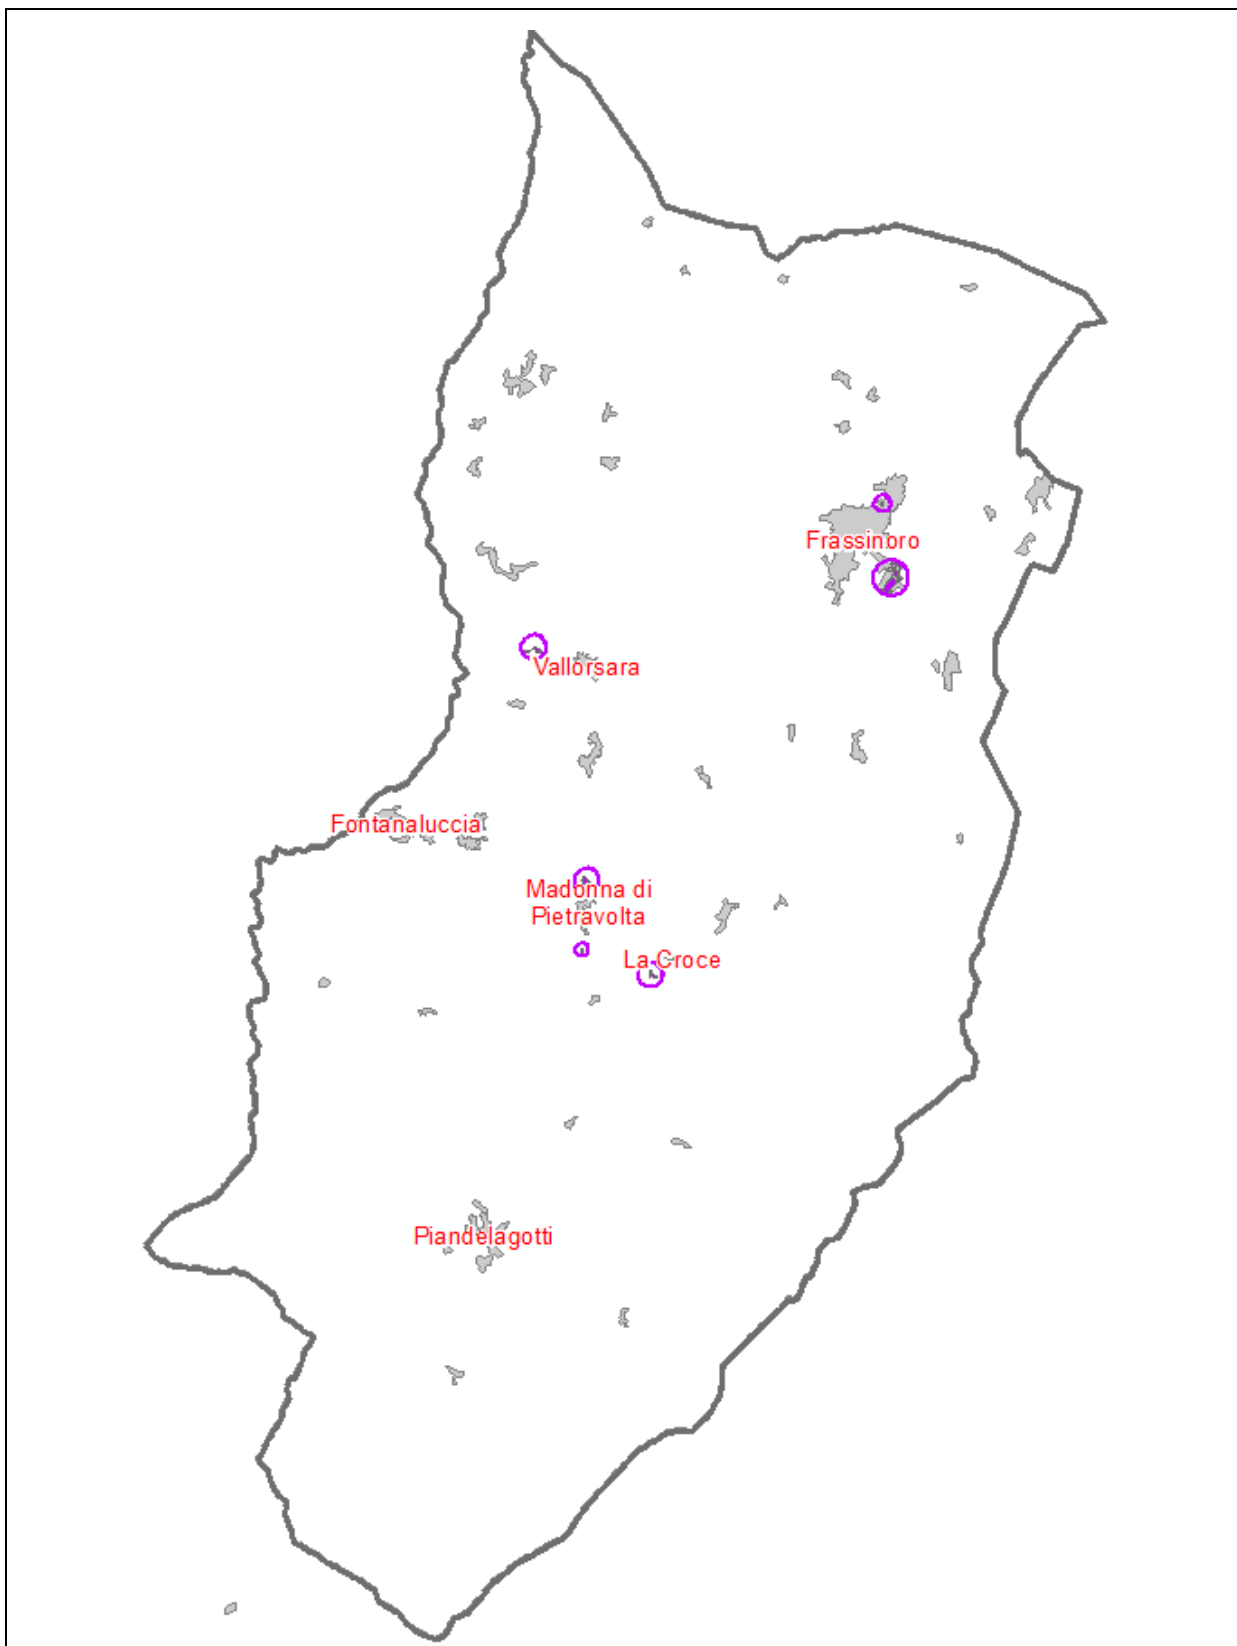 Frassinoro
Vallorsara
Fontanaluccia
Madonna di
Pietravolta
La Croce
Piandelagotti